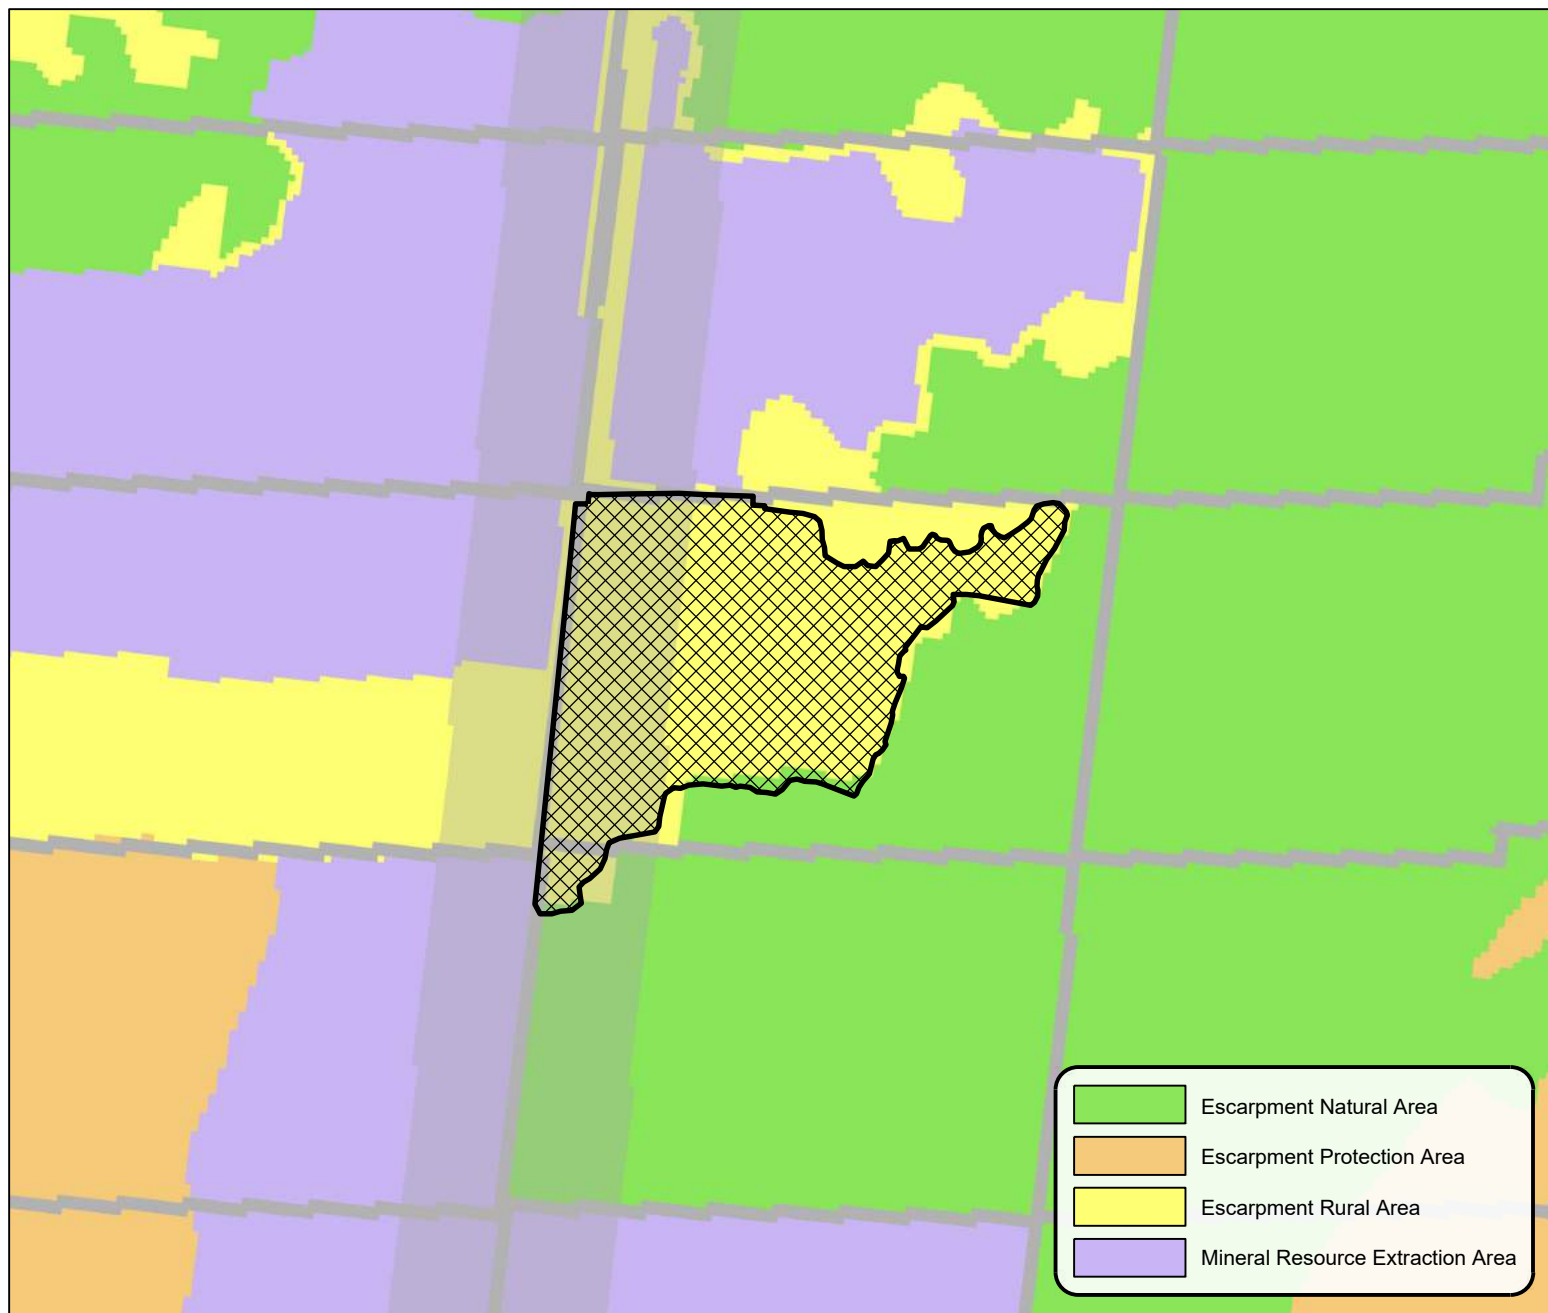 Escarpment Natural Area
Escarpment Protection Area
Escarpment Rural Area
Mineral Resource Extraction Area